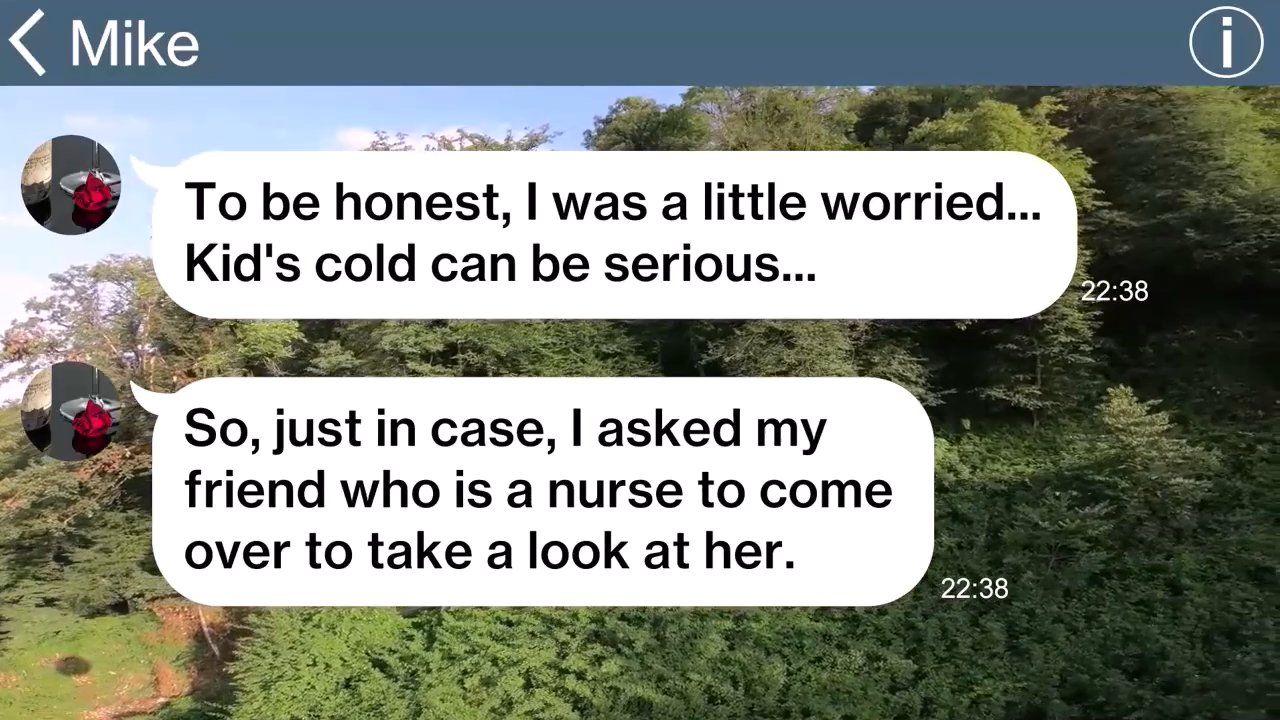 Mike
To be honest, I was a little worried...
Kid's cold can be serious...
22:38
So, just in case, I asked my
friend who is a nurse to come
over to take a look at her.
22:38